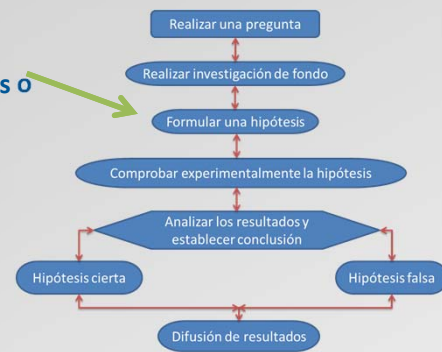 Realizar una pregunta
Realizar investigación de fondo
s o
Formular una hipótesis
Comprobar experimentalmente la hipótesis
Analizar los resultados y
establecer conclusión
Hipótesis cierta
Hipótesis falsa
Difusión de resultados